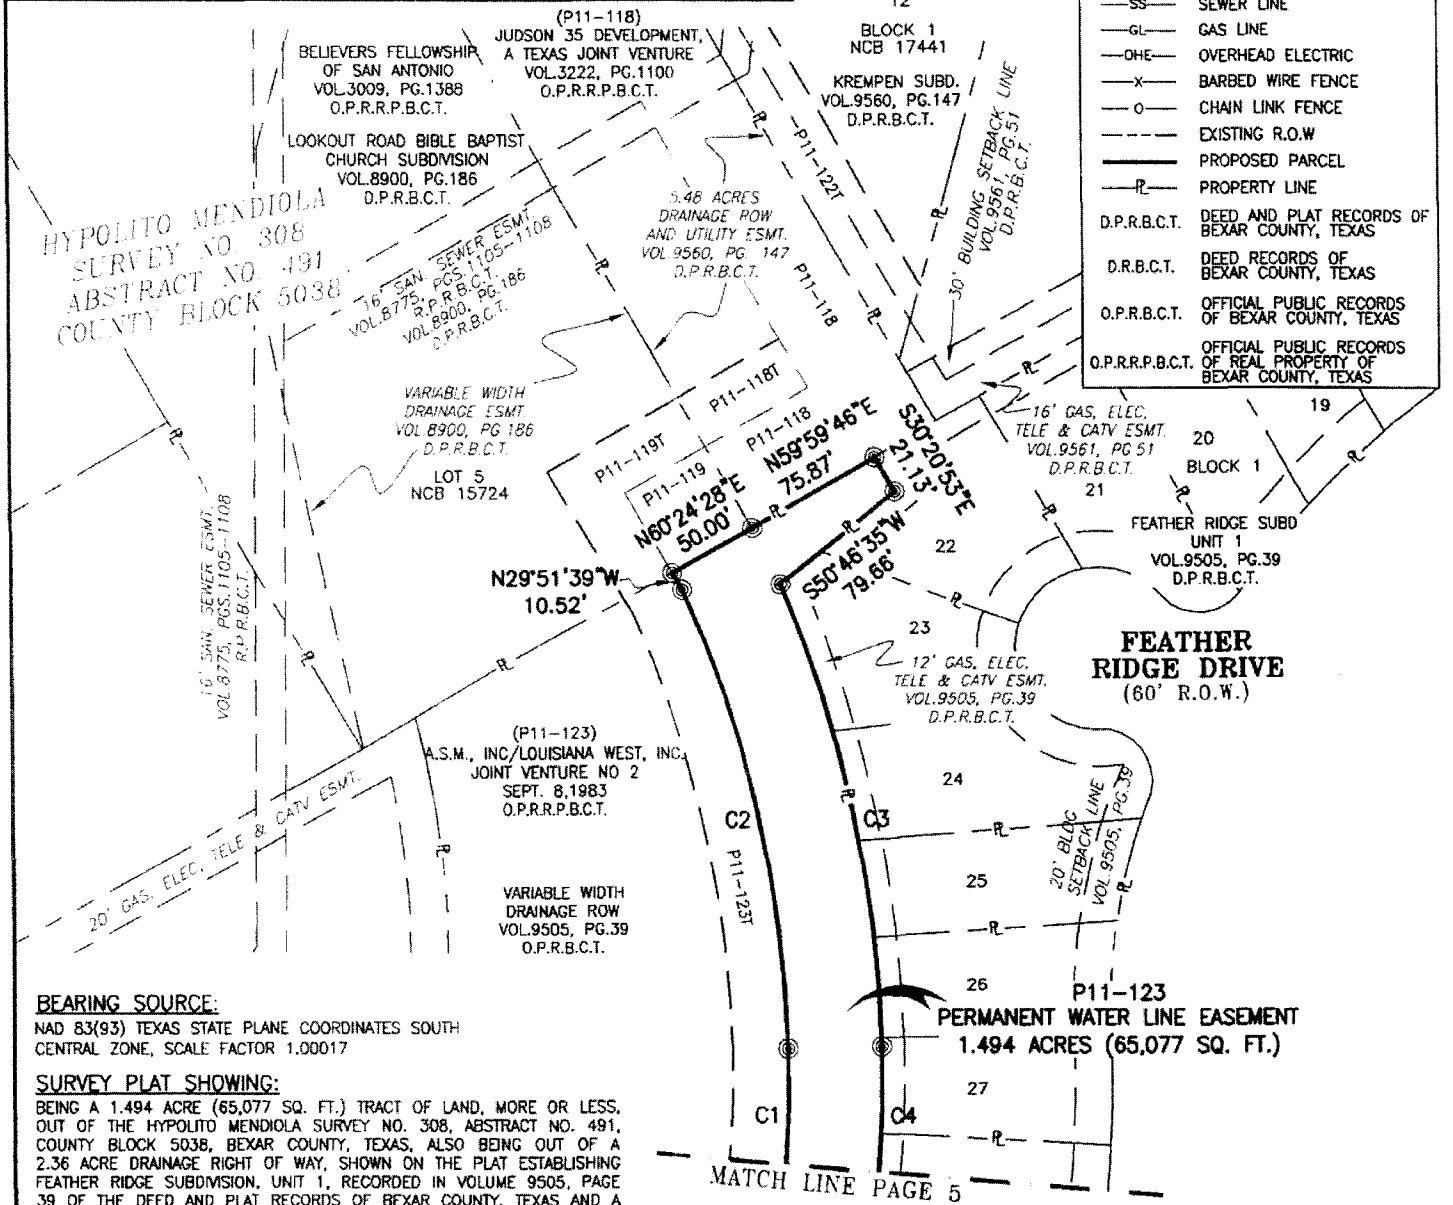 (P11-118)
JUDSON 35 DEVELOPMENT,
A TEXAS JOINT VENTURE
VOL.3222, PG.1100
O.P.R.R.P.B.C.T.
BELIEVERS FELLOWSHIP
OF SAN ANTONIO
VOL.3009, PG.1388
O.P.R.R.P.B.C.T.
LOOKOUT ROAD BIBLE BAPTIST
CHURCH SUBDIVISION
VOL.8900, PG.186
D.P.R.B.C.T.
12
BLOCK 1
NCB 17441
KREMPEN SUBD.
VOL.9560, PG.147
D.P.R.B.C.T.
SS SEWER LINE
GL GAS LINE
OHE OVERHEAD ELECTRIC
X BARBED WIRE FENCE
O CHAIN LINK FENCE
EXISTING R.O.W
PROPOSED PARCEL
PL PROPERTY LINE
D.P.R.B.C.T. DEED AND PLAT RECORDS OF
BEXAR COUNTY, TEXAS
D.R.B.C.T. DEED RECORDS OF
BEXAR COUNTY, TEXAS
O.P.R.B.C.T. OFFICIAL PUBLIC RECORDS
OF BEXAR COUNTY, TEXAS
O.P.R.R.P.B.C.T. OFFICIAL PUBLIC RECORDS
OF REAL PROPERTY OF
BEXAR COUNTY, TEXAS
HYPOLITO MENDIOLA
SURVEY NO. 308
ABSTRACT NO. 491
COUNTY BLOCK 5038
16' SAN. SEWER ESMT.
VOL.8775, PGS.1105-1108
R.P.R.B.C.T.
VOL.8900, PG.186
D.P.R.B.C.T.
5.48 ACRES
DRAINAGE ROW
AND UTILITY ESMT.
VOL.9560, PG. 147
D.P.R.B.C.T.
P11-122T
P11-118
30' BUILDING SETBACK LINE
VOL.9561, PG.51
D.P.R.B.C.T.
VARIABLE WIDTH
DRAINAGE ESMT.
VOL.8900, PG 186
D.P.R.B.C.T.
LOT 5
NCB 15724
P11-118T
P11-118
P11-119T
P11-119
N59°59'46"E
75.87'
S30°20'53"E
21.13'
N60°24'28"E
50.00'
S50°46'35"W
79.66'
N29°51'39"W
10.52'
16' GAS, ELEC,
TELE & CATV ESMT.
VOL.9561, PG 51
D.P.R.B.C.T.
19
20
BLOCK 1
21
FEATHER RIDGE SUBD
UNIT 1
VOL.9505, PG.39
D.P.R.B.C.T.
22
23
FEATHER
RIDGE DRIVE
(60' R.O.W.)
12' GAS, ELEC,
TELE & CATV ESMT.
VOL.9505, PG.39
D.P.R.B.C.T.
16' SAN. SEWER ESMT.
VOL.8775, PGS.1105-1108
R.P.R.B.C.T.
(P11-123)
A.S.M., INC/LOUISIANA WEST, INC.
JOINT VENTURE NO 2
SEPT. 8,1983
O.P.R.R.P.B.C.T.
24
20' BLDG
SETBACK LINE
VOL.9505, PG.39
C2
C3
P11-123T
20' GAS, ELEC, TELE & CATV ESMT.
25
VARIABLE WIDTH
DRAINAGE ROW
VOL.9505, PG.39
O.P.R.B.C.T.
26
P11-123
PERMANENT WATER LINE EASEMENT
1.494 ACRES (65,077 SQ. FT.)
27
C1
C4
MATCH LINE PAGE 5
BEARING SOURCE:
NAD 83(93) TEXAS STATE PLANE COORDINATES SOUTH
CENTRAL ZONE, SCALE FACTOR 1.00017
SURVEY PLAT SHOWING:
BEING A 1.494 ACRE (65,077 SQ. FT.) TRACT OF LAND, MORE OR LESS,
OUT OF THE HYPOLITO MENDIOLA SURVEY NO. 308, ABSTRACT NO. 491,
COUNTY BLOCK 5038, BEXAR COUNTY, TEXAS, ALSO BEING OUT OF A
2.36 ACRE DRAINAGE RIGHT OF WAY, SHOWN ON THE PLAT ESTABLISHING
FEATHER RIDGE SUBDIVISION, UNIT 1, RECORDED IN VOLUME 9505, PAGE
39 OF THE DEED AND PLAT RECORDS OF BEXAR COUNTY, TEXAS AND A